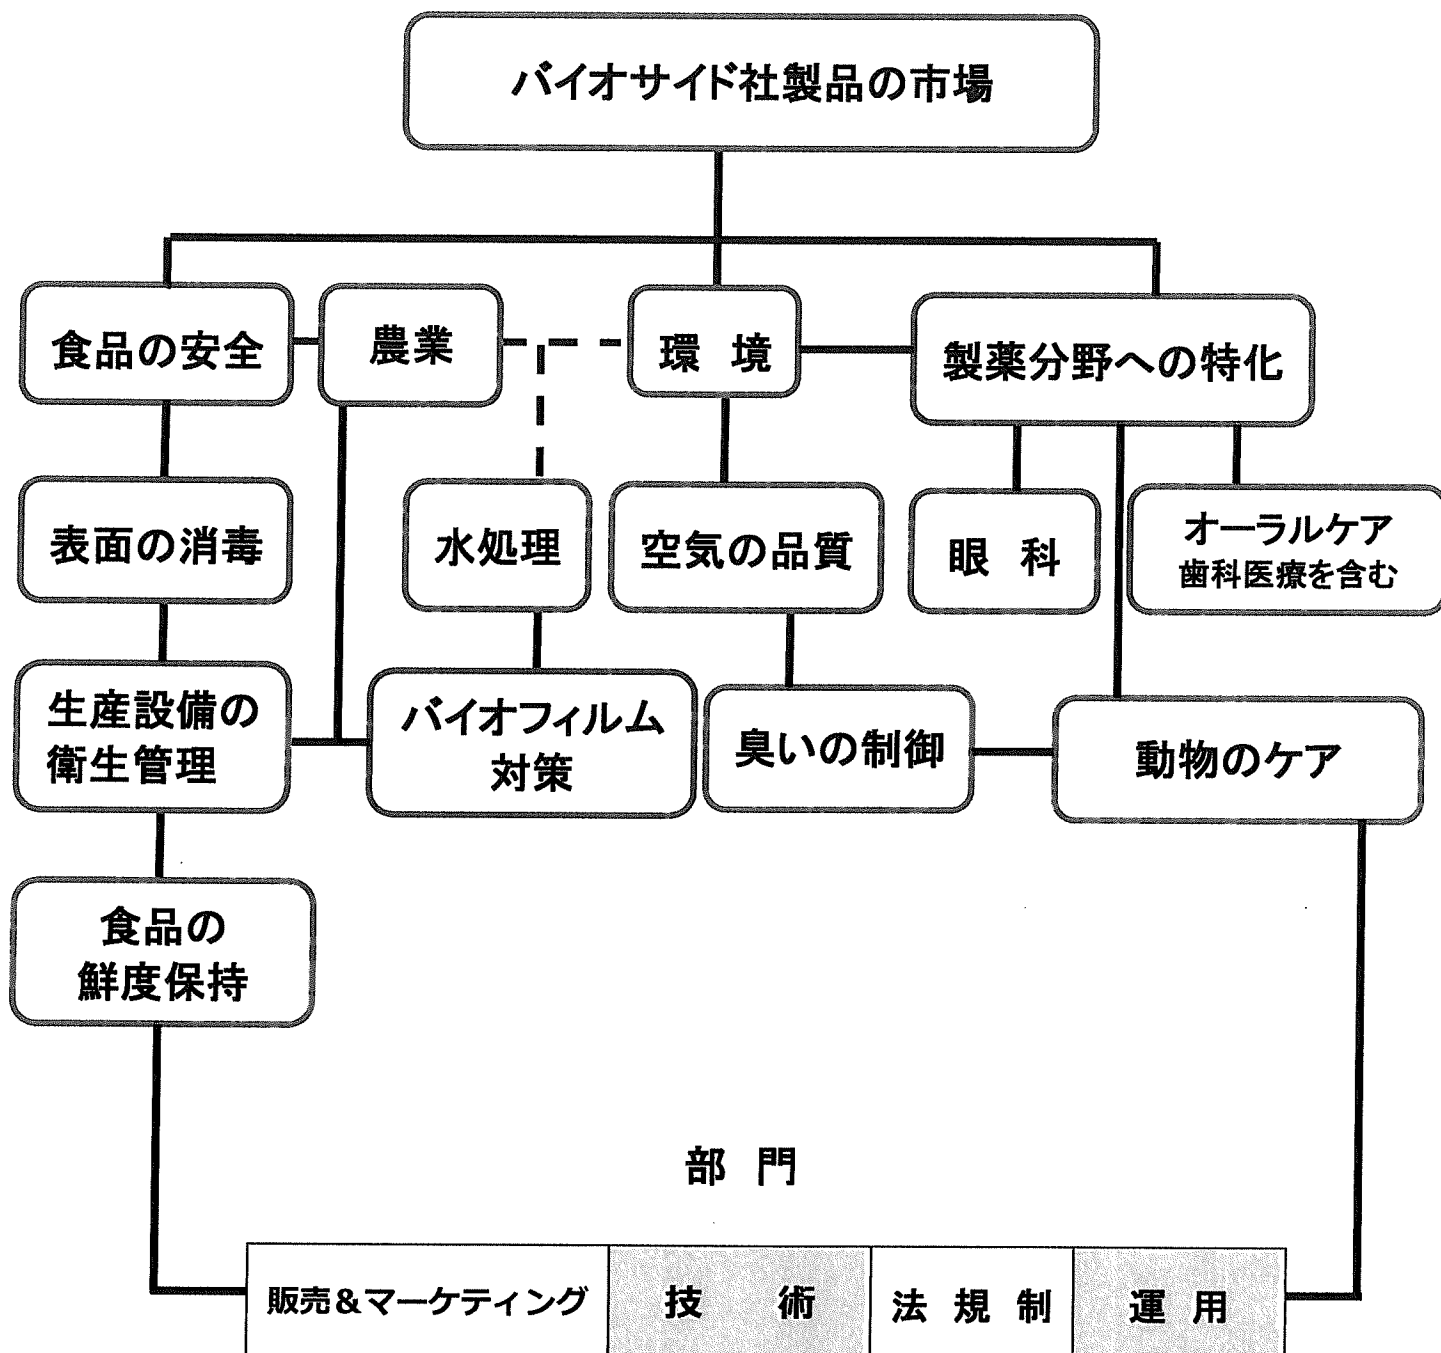 バイオサイド社製品の市場
食品の安全
農業
環 境
製薬分野への特化
表面の消毒
水処理
空気の品質
眼 科
オーラルケア
歯科医療を含む
生産設備の
衛生管理
バイオフィルム
対策
臭いの制御
動物のケア
食品の
鮮度保持
部 門
販売&マーケティング
技 術
法 規 制
運 用